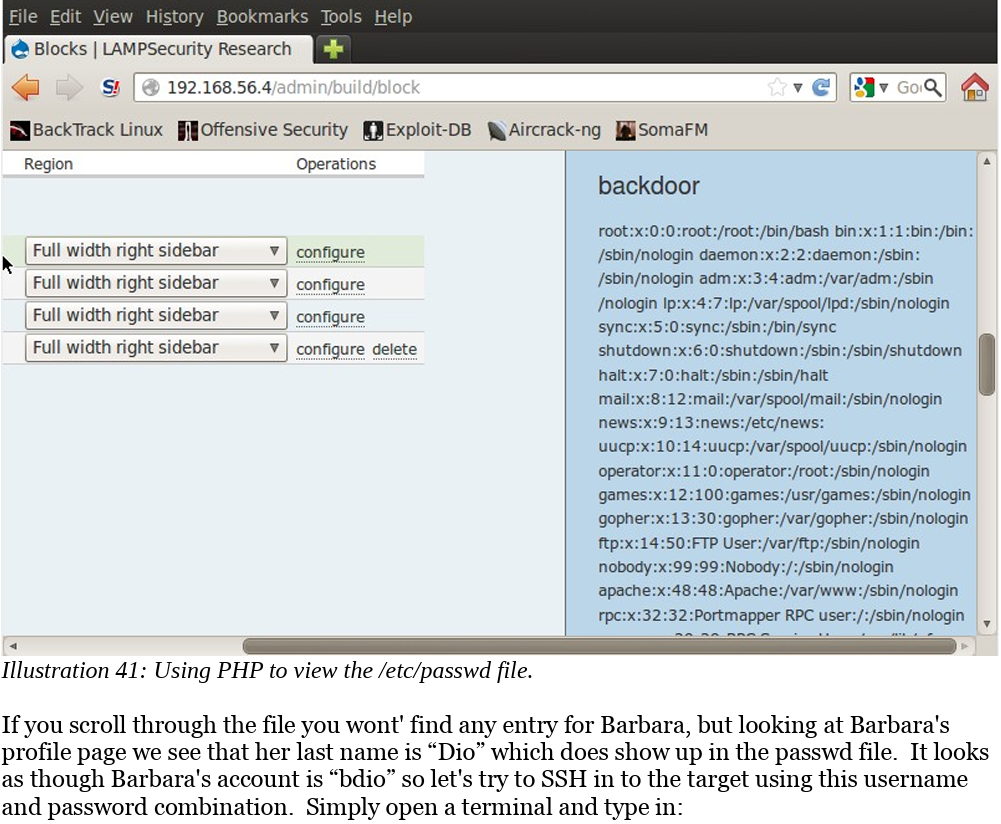 File Edit View History Bookmarks Tools Help
Blocks | LAMPSecurity Research
192.168.56.4/admin/build/block
BackTrack Linux Offensive Security Exploit-DB Aircrack-ng SomaFM
Region Operations
Full width right sidebar configure
Full width right sidebar configure
Full width right sidebar configure
Full width right sidebar configure delete
backdoor
root:x:0:0:root:/root:/bin/bash bin:x:1:1:bin:/bin:
/sbin/nologin daemon:x:2:2:daemon:/sbin:
/sbin/nologin adm:x:3:4:adm:/var/adm:/sbin
/nologin lp:x:4:7:lp:/var/spool/lpd:/sbin/nologin
sync:x:5:0:sync:/sbin:/bin/sync
shutdown:x:6:0:shutdown:/sbin:/sbin/shutdown
halt:x:7:0:halt:/sbin:/sbin/halt
mail:x:8:12:mail:/var/spool/mail:/sbin/nologin
news:x:9:13:news:/etc/news:
uucp:x:10:14:uucp:/var/spool/uucp:/sbin/nologin
operator:x:11:0:operator:/root:/sbin/nologin
games:x:12:100:games:/usr/games:/sbin/nologin
gopher:x:13:30:gopher:/var/gopher:/sbin/nologin
ftp:x:14:50:FTP User:/var/ftp:/sbin/nologin
nobody:x:99:99:Nobody:/:/sbin/nologin
apache:x:48:48:Apache:/var/www:/sbin/nologin
rpc:x:32:32:Portmapper RPC user:/:/sbin/nologin
Illustration 41: Using PHP to view the /etc/passwd file.
If you scroll through the file you wont' find any entry for Barbara, but looking at Barbara's
profile page we see that her last name is “Dio” which does show up in the passwd file.  It looks
as though Barbara's account is “bdio” so let's try to SSH in to the target using this username
and password combination.  Simply open a terminal and type in: